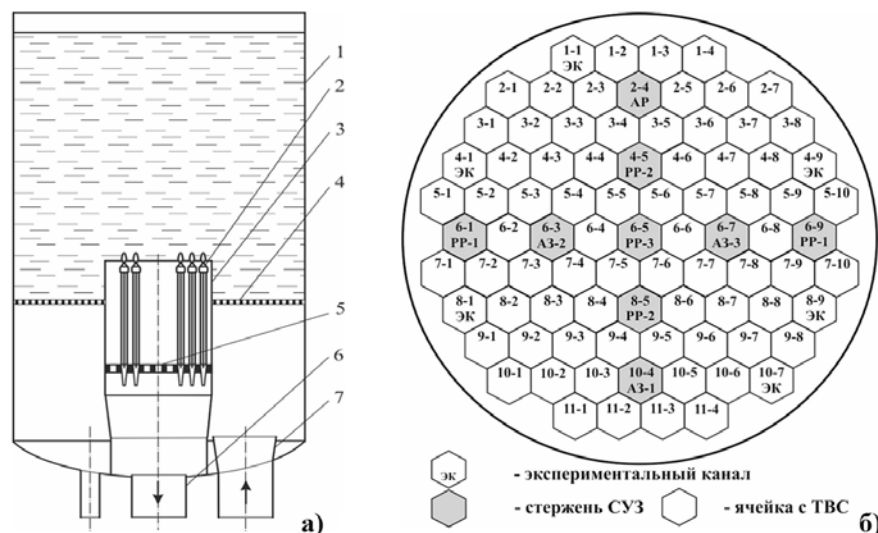 1
2
3
4
5
6
7
а)
1-1 1-2 1-3 1-4
ЭК
2-1 2-2 2-3 2-4 2-5 2-6 2-7
АР
3-1 3-2 3-3 3-4 3-5 3-6 3-7 3-8
4-1 4-2 4-3 4-4 4-5 4-6 4-7 4-8 4-9
ЭК РР-2 ЭК
5-1 5-2 5-3 5-4 5-5 5-6 5-7 5-8 5-9 5-10
6-1 6-2 6-3 6-4 6-5 6-6 6-7 6-8 6-9
РР-1 АЗ-2 РР-3 АЗ-3 РР-1
7-1 7-2 7-3 7-4 7-5 7-6 7-7 7-8 7-9 7-10
8-1 8-2 8-3 8-4 8-5 8-6 8-7 8-8 8-9
ЭК РР-2 ЭК
9-1 9-2 9-3 9-4 9-5 9-6 9-7 9-8
10-1 10-2 10-3 10-4 10-5 10-6 10-7
АЗ-1 ЭК
11-1 11-2 11-3 11-4
ЭК - экспериментальный канал
- стержень СУЗ - ячейка с ТВС
б)